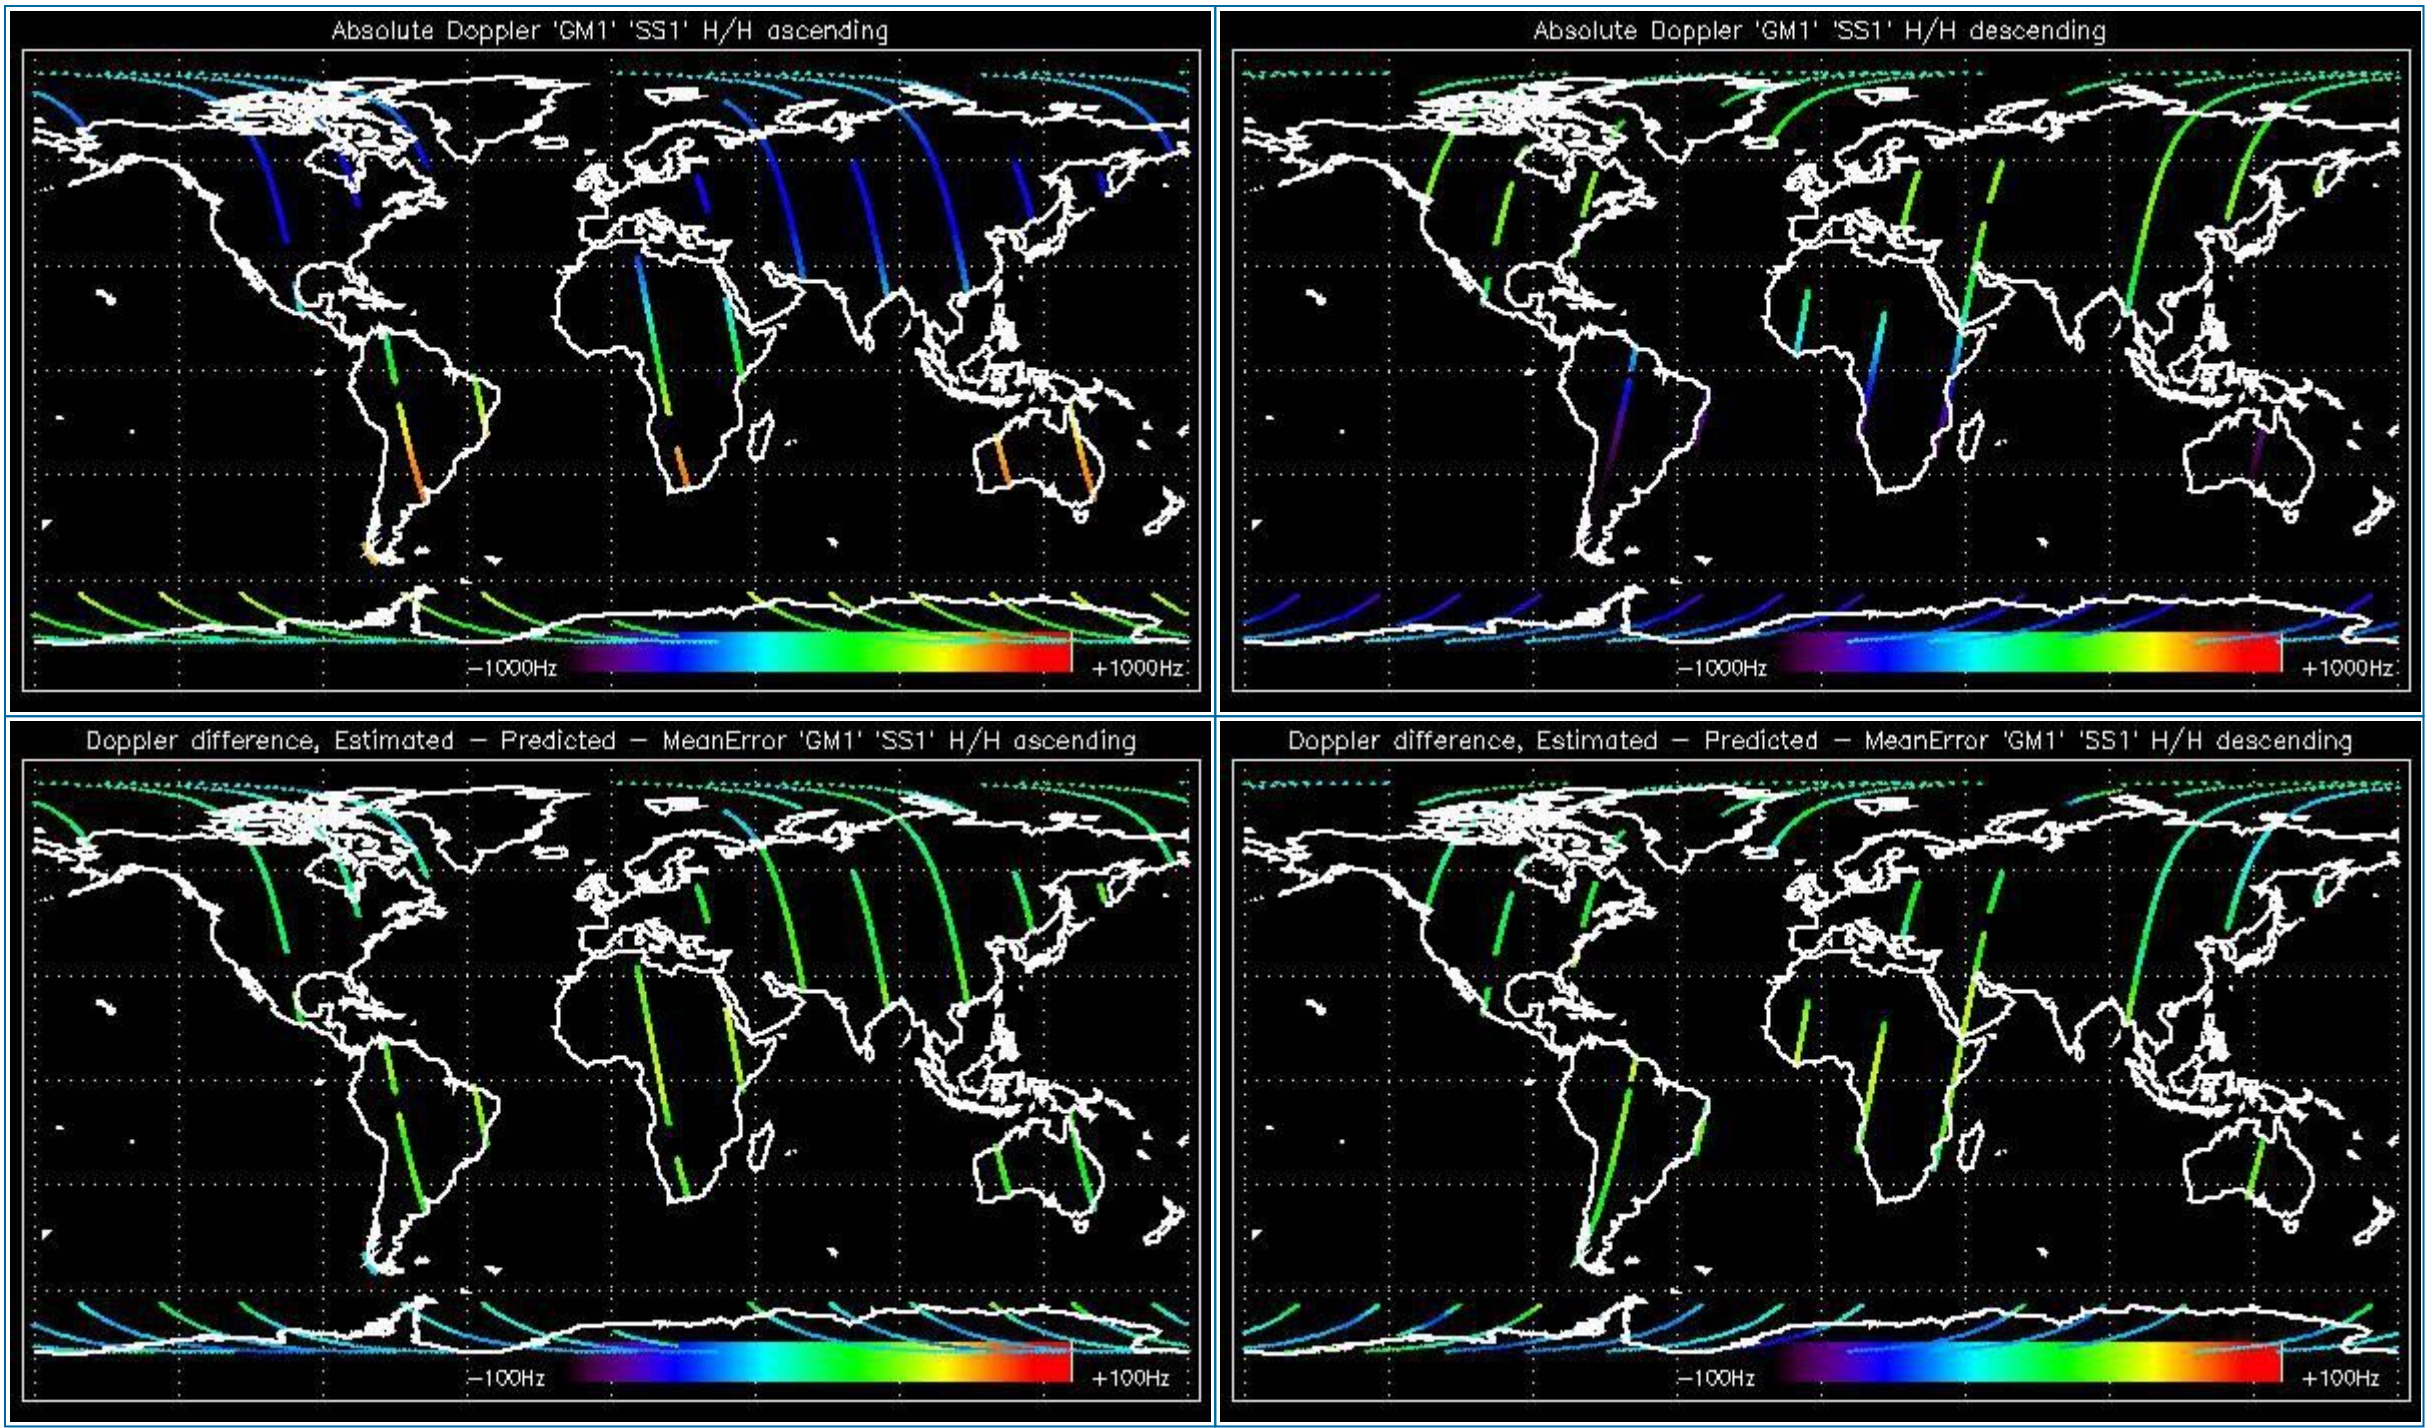 Absolute Doppler 'GM1' 'SS1' H/H ascending
-1000Hz
+1000Hz
Absolute Doppler 'GM1' 'SS1' H/H descending
-1000Hz
+1000Hz
Doppler difference, Estimated - Predicted - MeanError 'GM1' 'SS1' H/H ascending
-100Hz
+100Hz
Doppler difference, Estimated - Predicted - MeanError 'GM1' 'SS1' H/H descending
-100Hz
+100Hz